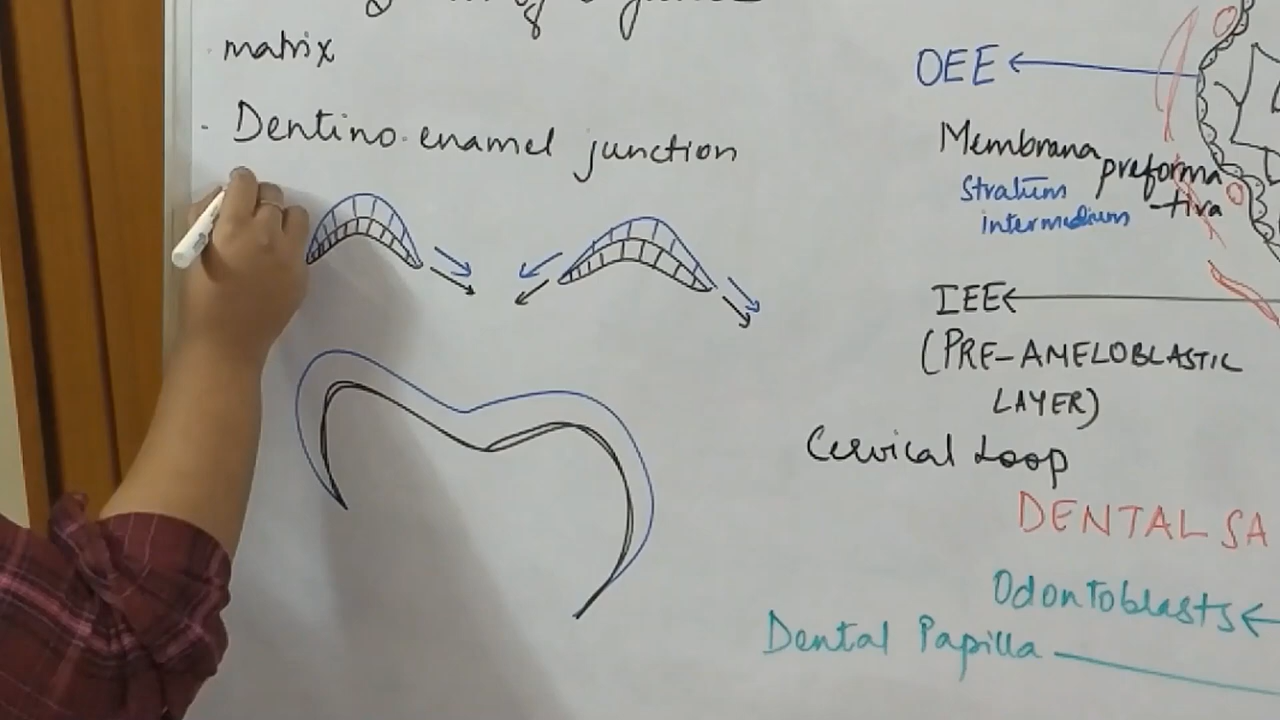 matrix
· Dentino-enamel junction
OEE
Membrana preforma
tiva
Stratum
intermedium
IEE
(PRE-AMELOBLASTIC
LAYER)
Cervical Loop
DENTAL SA
Odontoblasts
Dental Papilla